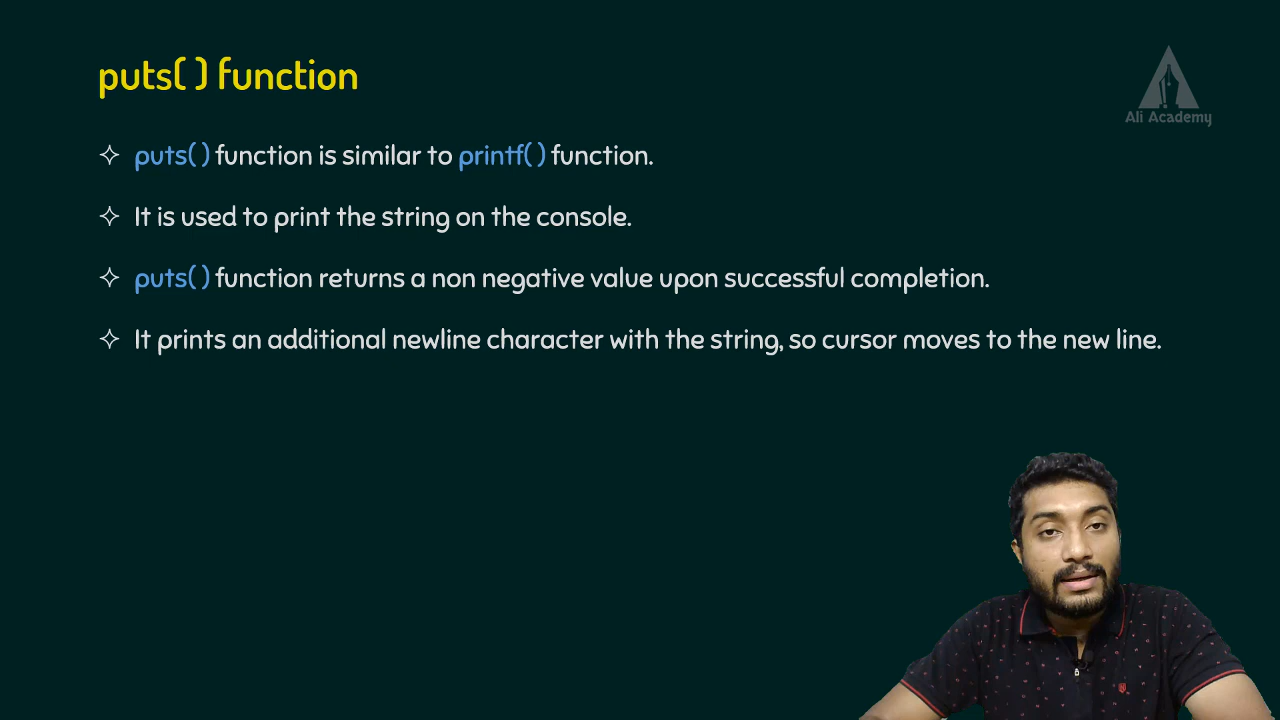 puts( ) function
Ali Academy
✧ puts( ) function is similar to printf( ) function.
✧ It is used to print the string on the console.
✧ puts( ) function returns a non negative value upon successful completion.
✧ It prints an additional newline character with the string, so cursor moves to the new line.